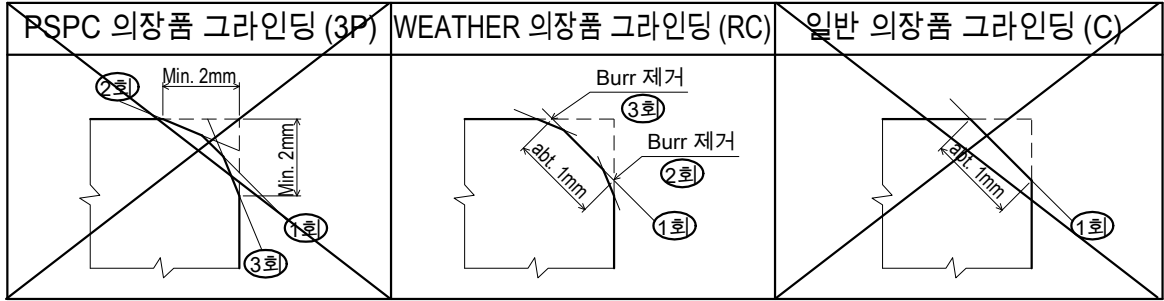 PSPC 의장품 그라인딩 (3P)
WEATHER 의장품 그라인딩 (RC)
일반 의장품 그라인딩 (C)
2회
Min. 2mm
Min. 2mm
1회
3회
Burr 제거
3회
Burr 제거
2회
abt. 1mm
1회
abt. 1mm
1회